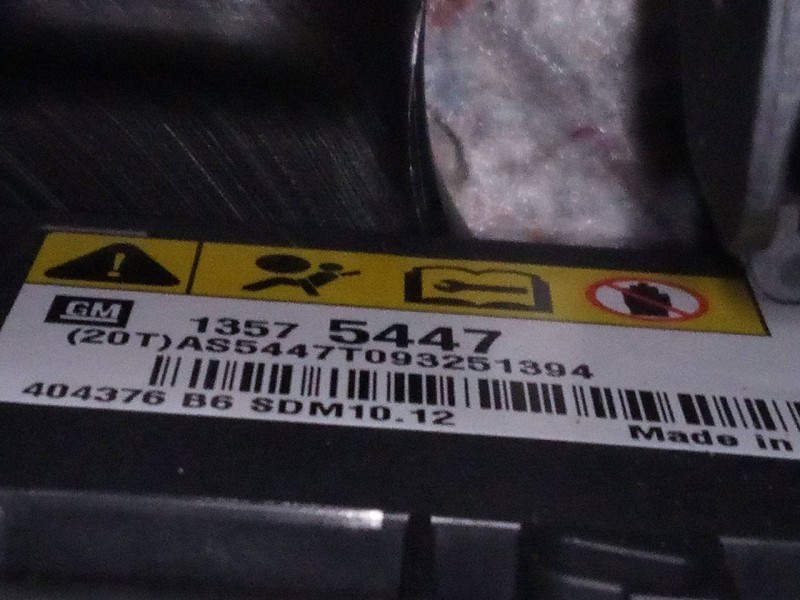 GM 1357 5447
(20T)AS5447T093251394
404376 B6 SDM10.12
Made in